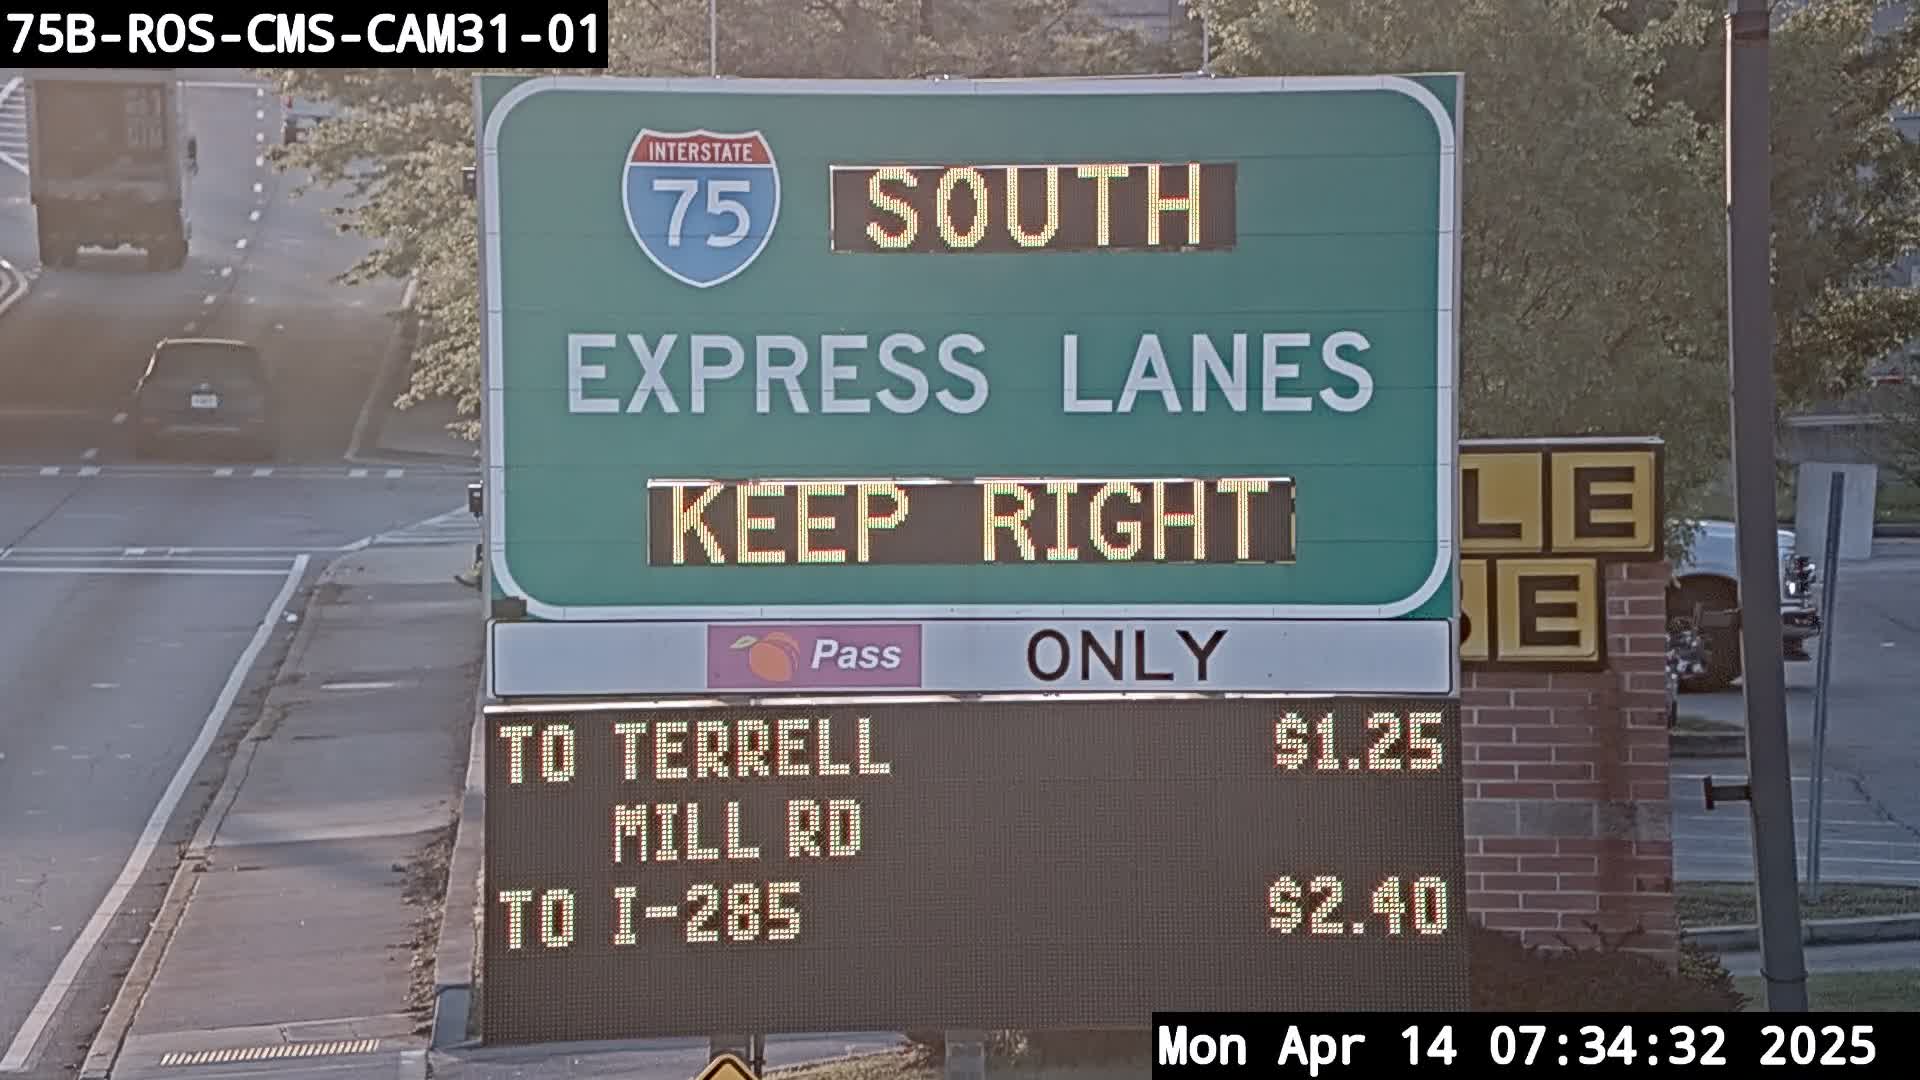 75B-ROS-CMS-CAM31-01
INTERSTATE
75
SOUTH
EXPRESS LANES
KEEP RIGHT
Pass ONLY
TO TERRELL $1.25
MILL RD
TO I-285 $2.40
LE
E
Mon Apr 14 07:34:32 2025